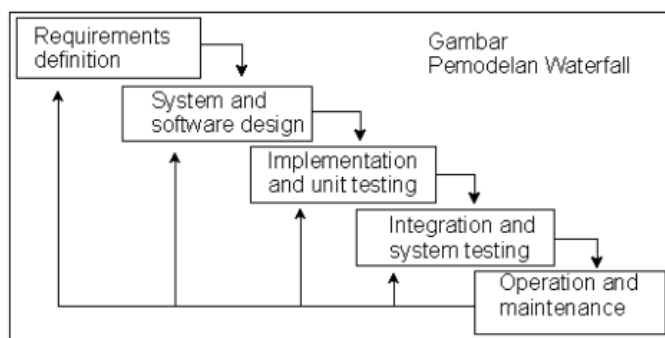 Requirements
definition
Gambar
Pemodelan Waterfall
System and
software design
Implementation
and unit testing
Integration and
system testing
Operation and
maintenance